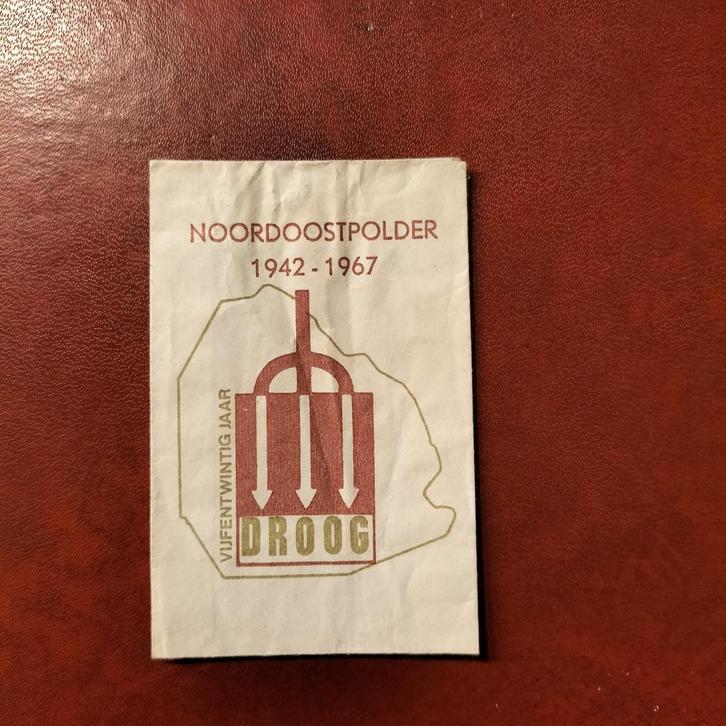 NOORDOOSTPOLDER
1942 - 1967
VIJFENTWINTIG JAAR
DROOG